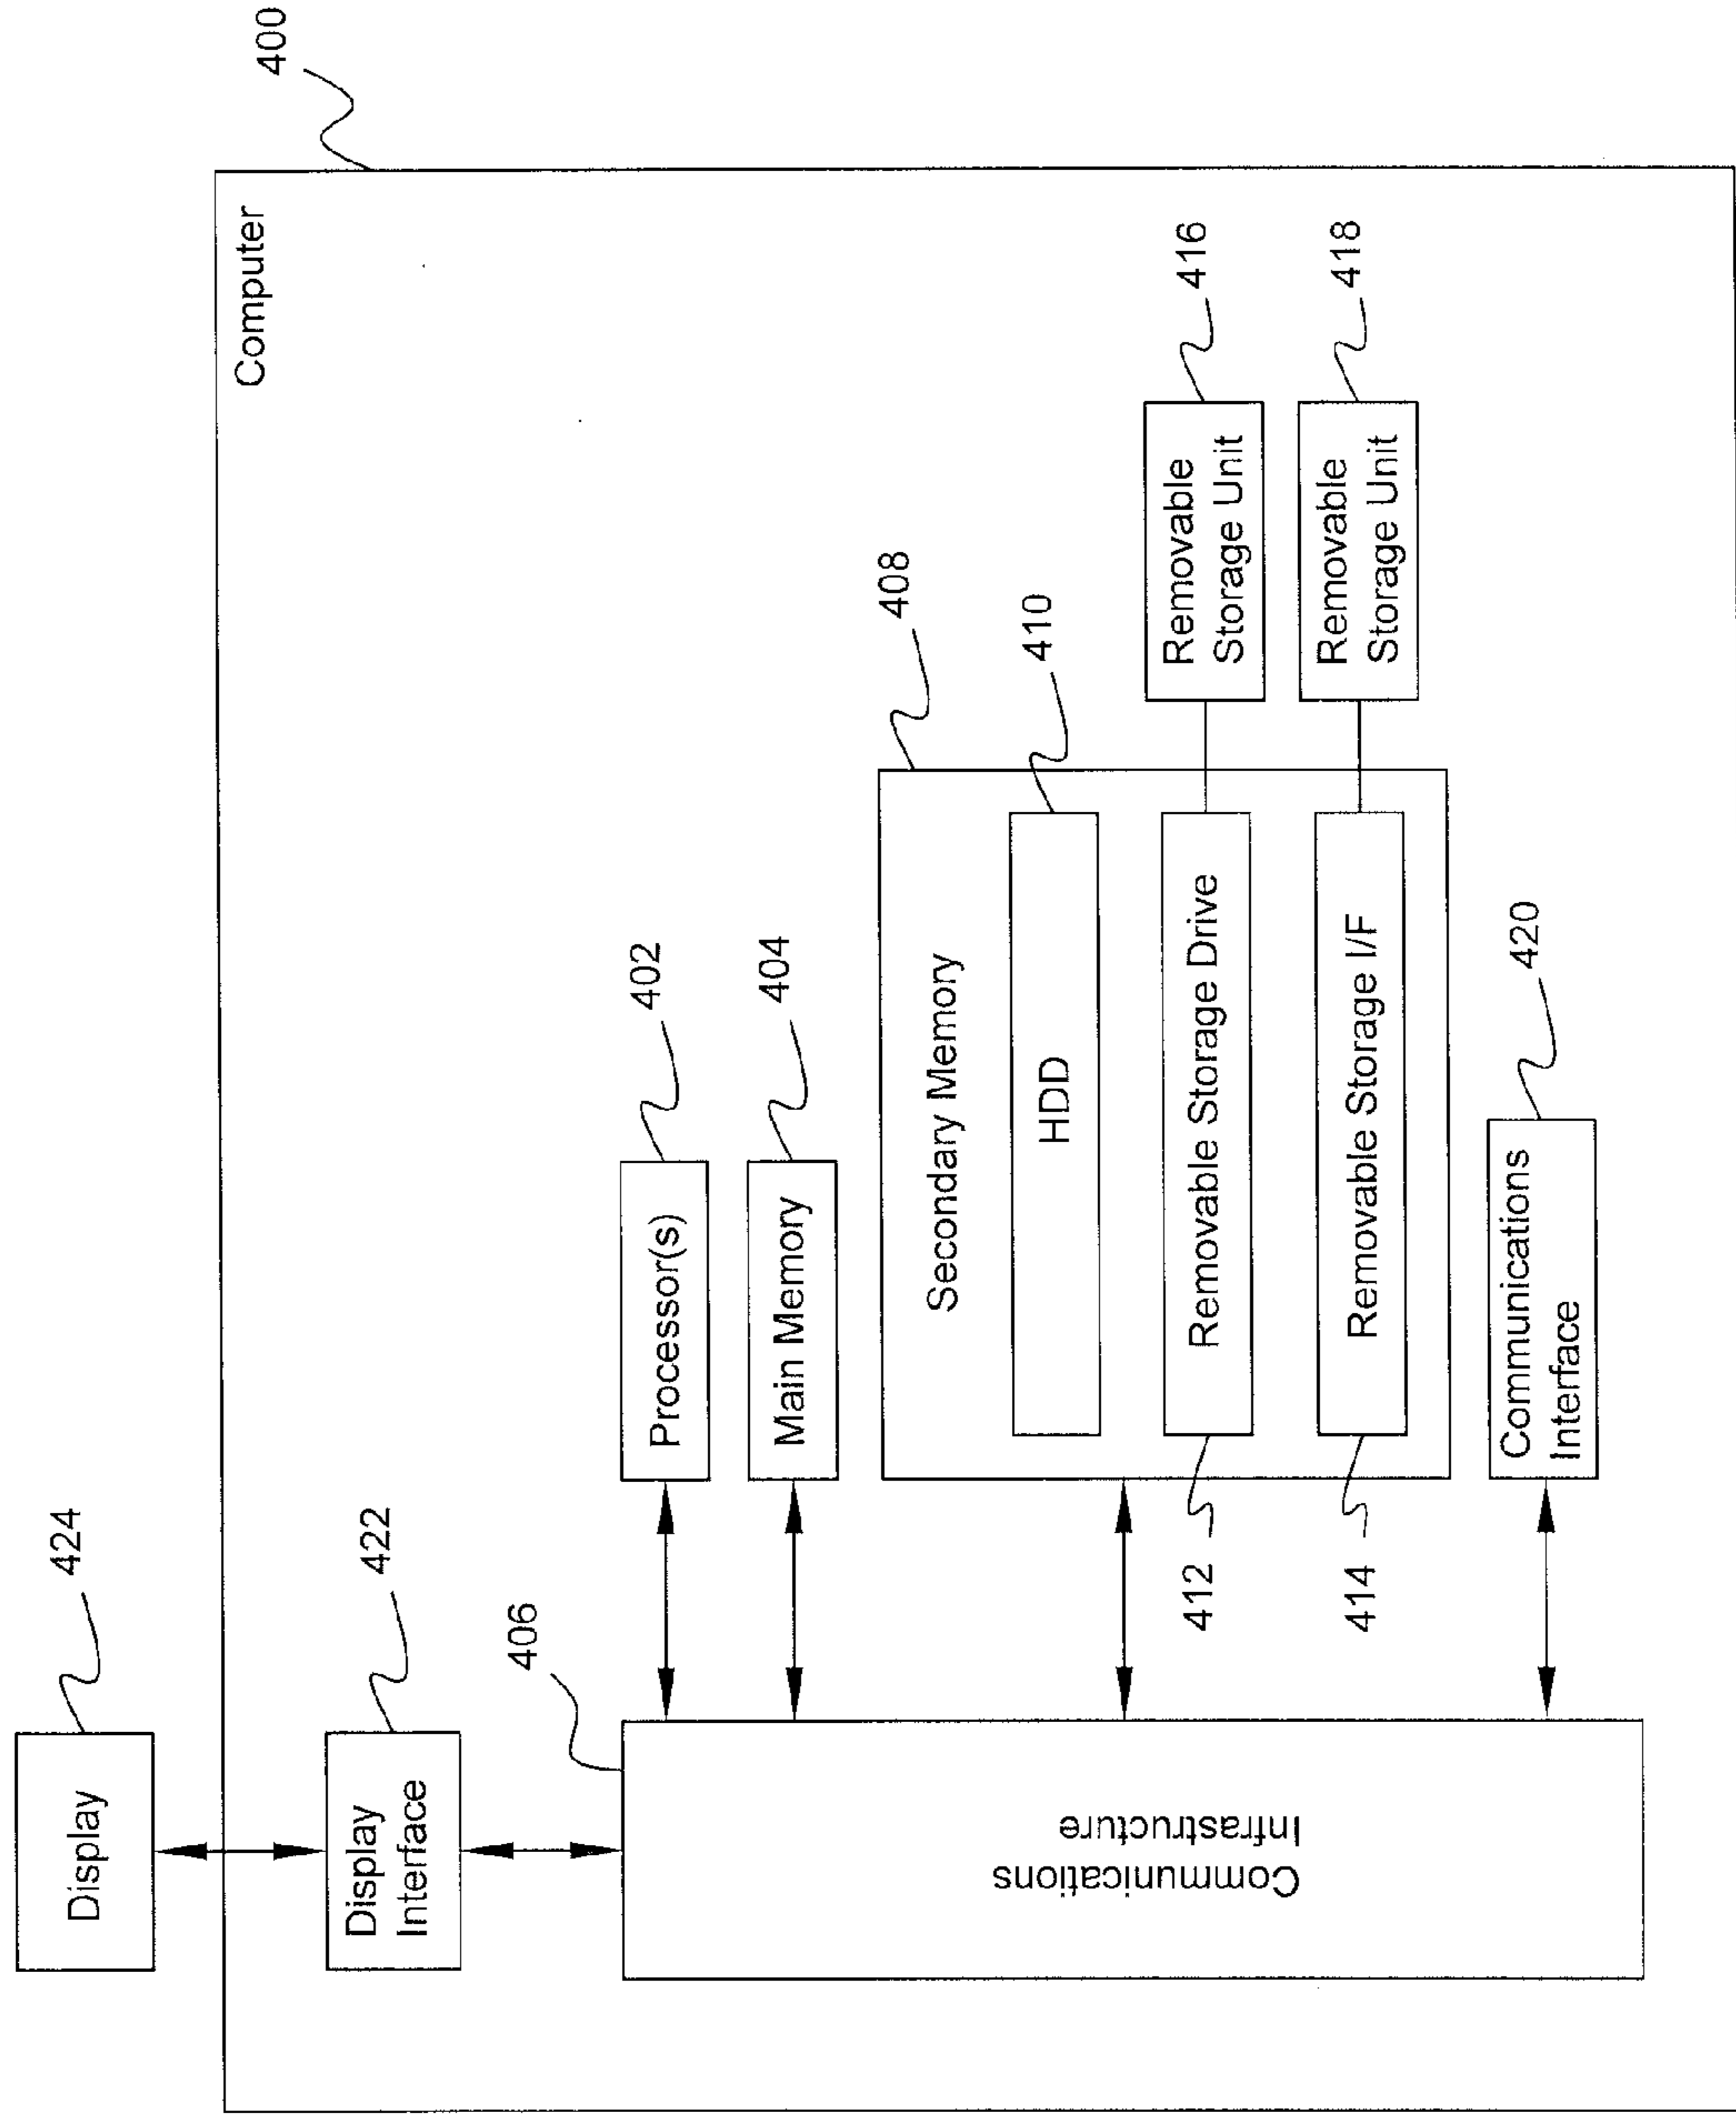 400
Computer
424
Display
422
Display
Interface
406
Communications
Infrastructure
402
Processor(s)
404
Main Memory
408
Secondary Memory
410
HDD
412
Removable Storage Drive
416
Removable
Storage Unit
414
Removable Storage I/F
418
Removable
Storage Unit
420
Communications
Interface